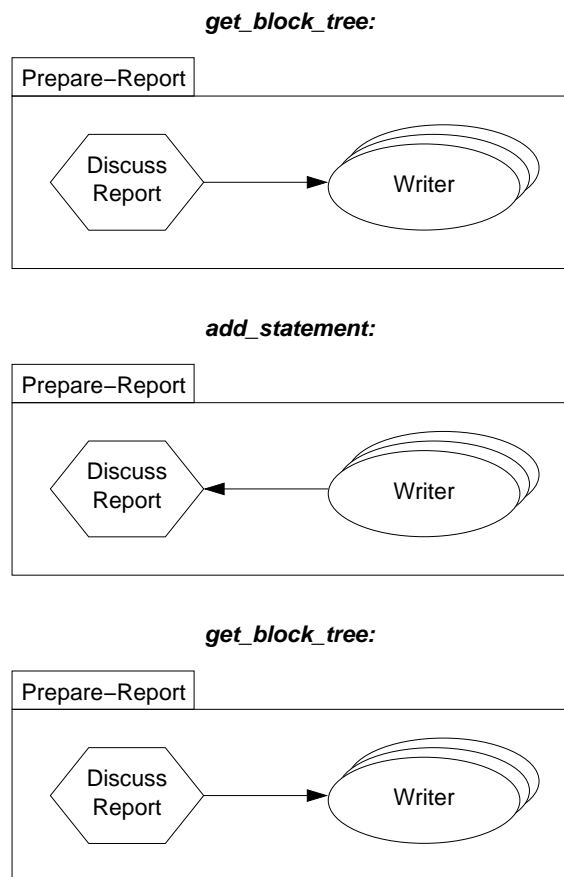 get_block_tree:
Prepare−Report
Discuss
Report
Writer
add_statement:
Prepare−Report
Discuss
Report
Writer
get_block_tree:
Prepare−Report
Discuss
Report
Writer